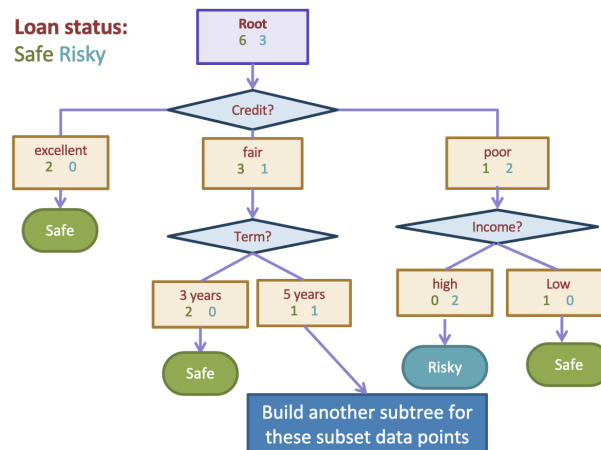 Loan status:
Safe Risky
Root
6 3
Credit?
excellent
2 0
fair
3 1
poor
1 2
Safe
Term?
Income?
3 years
2 0
5 years
1 1
high
0 2
Low
1 0
Safe
Risky
Safe
Build another subtree for
these subset data points